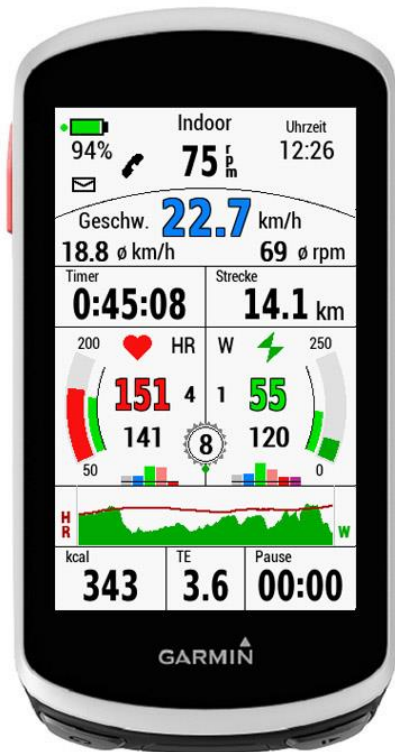 Indoor
Uhrzeit
94%
75 rpm
12:26
Geschw. 22.7 km/h
18.8 ø km/h
69 ø rpm
Timer
Strecke
0:45:08
14.1 km
200
HR
W
250
151
4
1
55
141
8
120
50
0
HR
W
kcal
TE
Pause
343
3.6
00:00
GARMIN